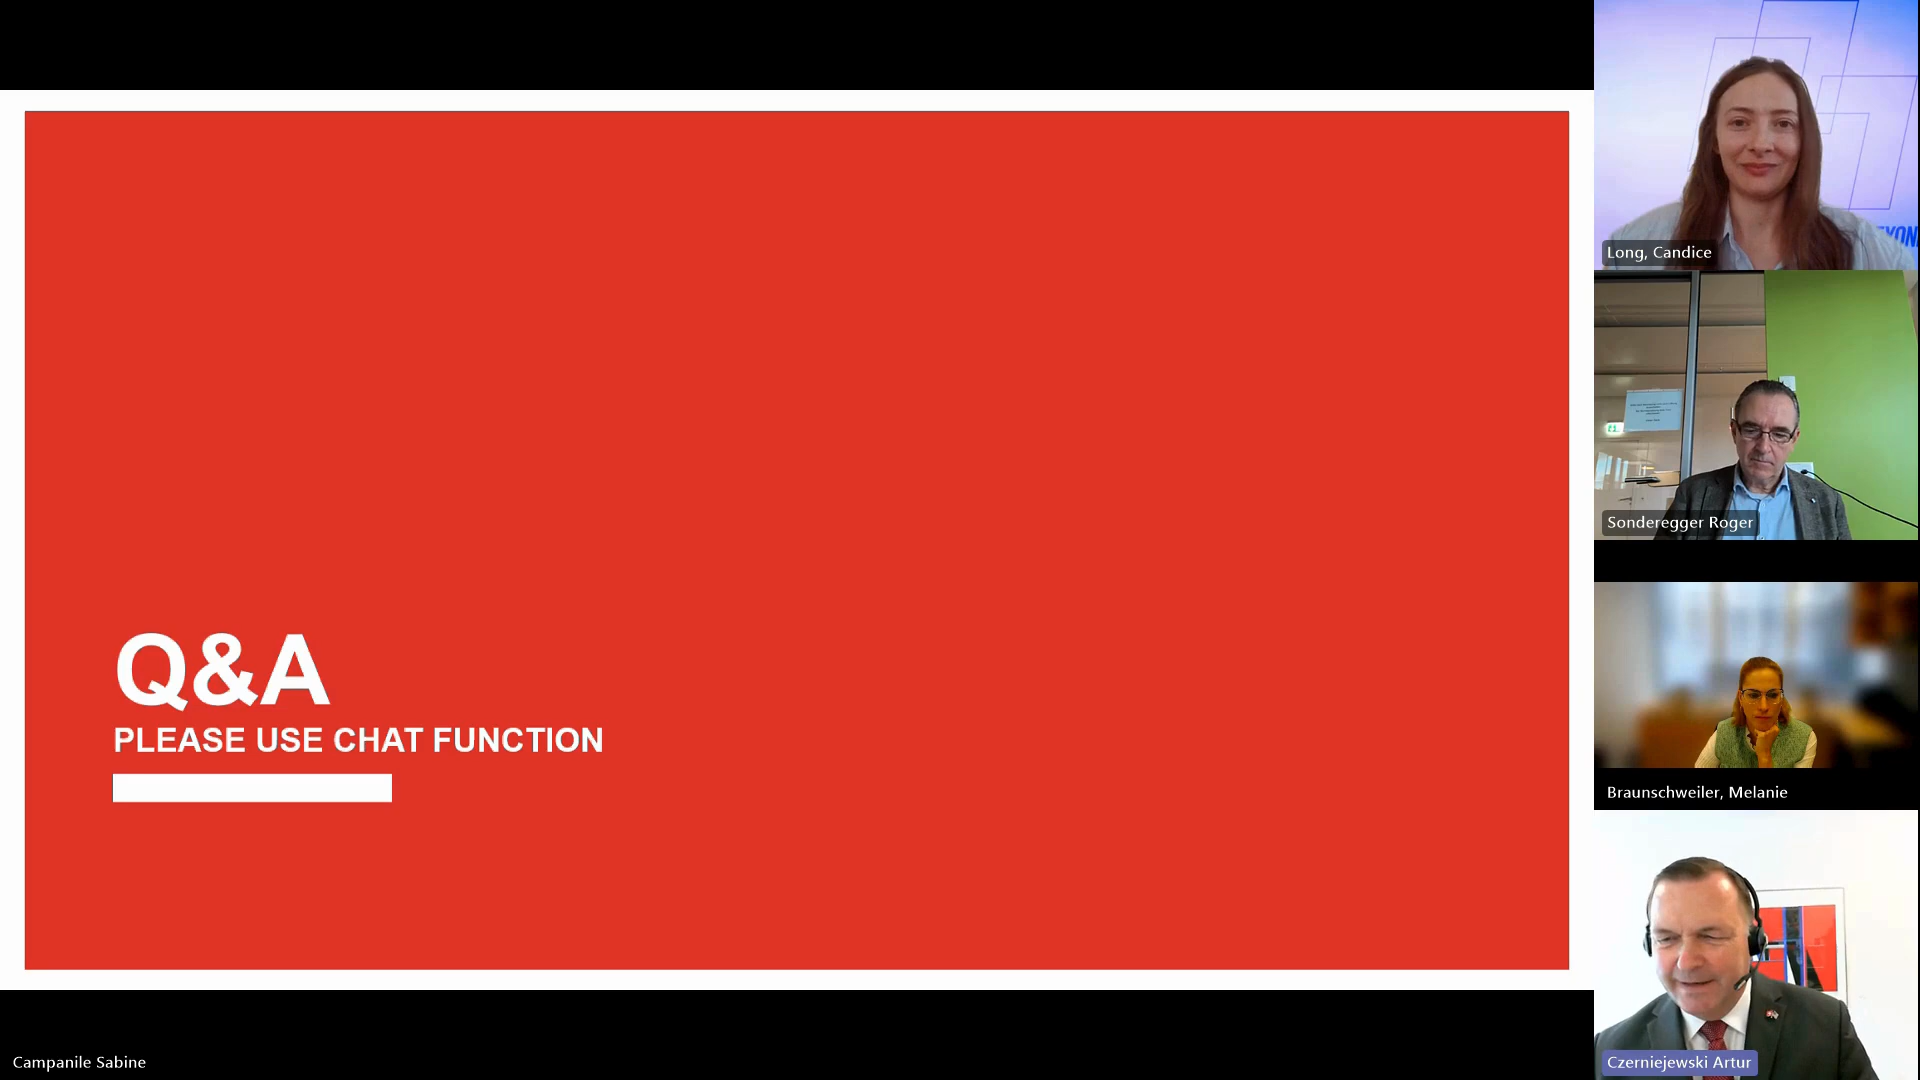 Q&A
PLEASE USE CHAT FUNCTION
Campanile Sabine
Long, Candice
Sonderegger Roger
Braunschweiler, Melanie
Czerniejewski Artur